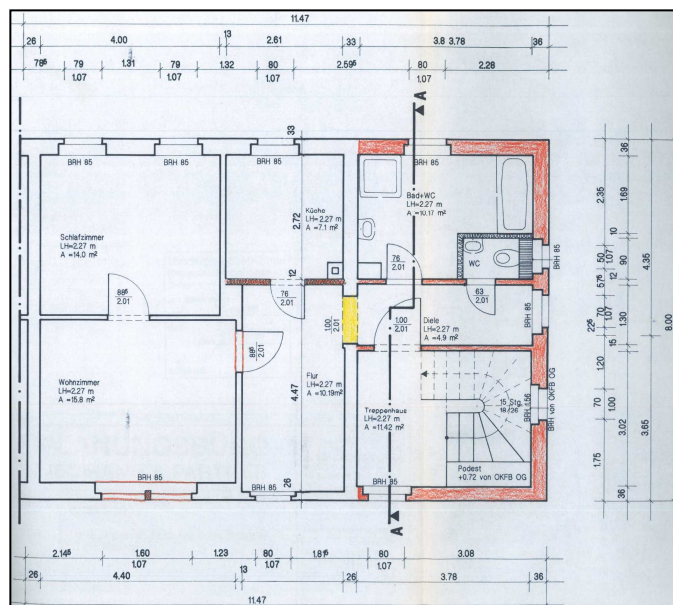 11.47
26 4.00 13 2.61 33 3.8 3.78 36
78⁵ 79 1.31 79 1.32 80 2.59⁵ 80 2.28
1.07 1.07 1.07 1.07
A
33
BRH 85 BRH 85 BRH 85 BRH 85
36
2.35
1.69
Küche
LH=2.27 m
A =7.1 m²
Bad+WC
LH=2.27 m
A =10.17 m²
2.72
Schlafzimmer
LH=2.27 m
A =14.0 m²
10
WC
BRH 85
50
1.07
90
4.35
12
12
76
2.01
76
2.01
63
2.01
57⁵
88⁵
2.01
8.00
1.00
2.01
1.00
2.01
Diele
LH=2.27 m
A =4.9 m²
BRH 85
70
1.07
1.30
22⁵
15
88⁵
2.01
Wohnzimmer
LH=2.27 m
A =15.8 m²
4.47
Flur
LH=2.27 m
A =10.19 m²
Treppenhaus
LH=2.27 m
A =11.42 m²
15 Stg.
18/26
BRH 1.56
BRH von OKFB OG
1.20
70
1.00
3.02
3.65
1.75
Podest
+0.72 von OKFB OG
BRH 85 BRH 85 BRH 85
26
36
A
2.14⁵ 1.60 1.23 80 1.81⁵ 80 3.08
1.07 1.07 1.07
26 4.40 13 26 3.78 36
11.47